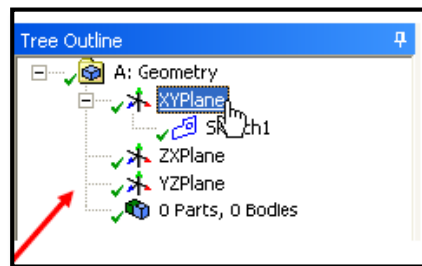 Tree Outline
A: Geometry
XYPlane
Sketch1
ZXPlane
YZPlane
0 Parts, 0 Bodies